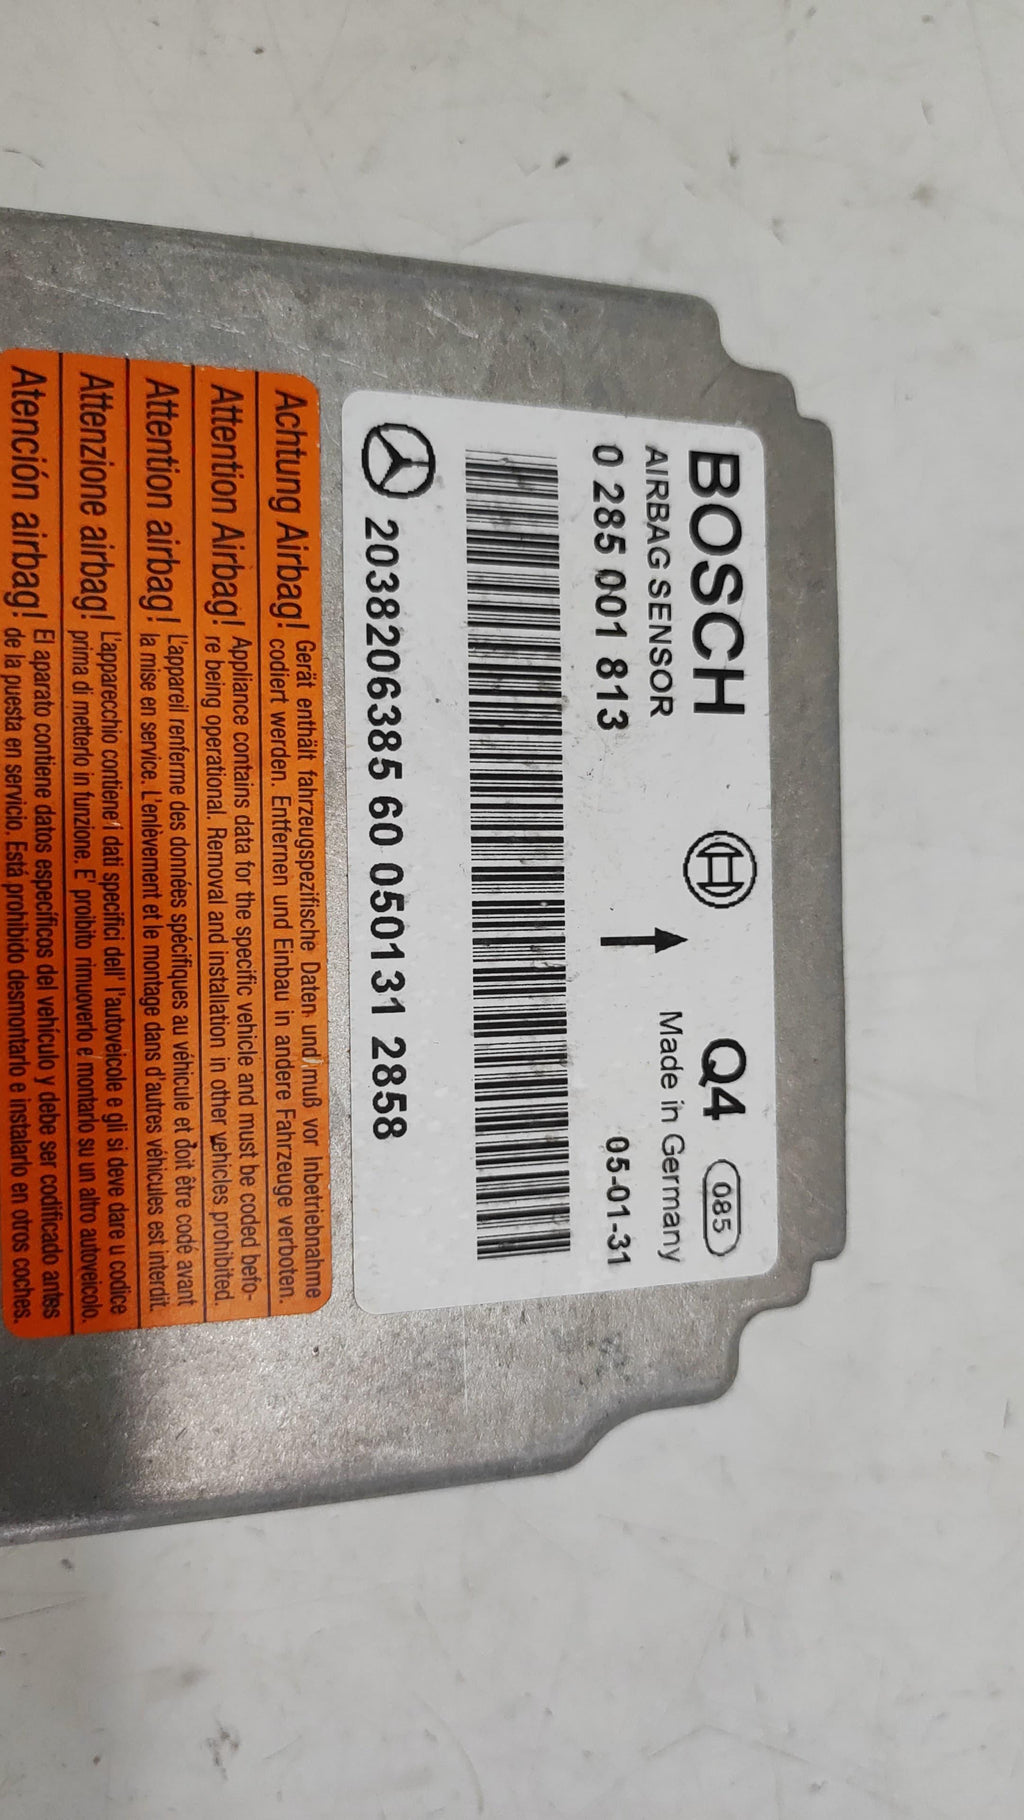 BOSCH Q4 085
AIRBAG SENSOR Made in Germany
0 285 001 813 05-01-31
2038206385 60 050131 2858
Achtung Airbag! Gerät enthält fahrzeugspezifische Daten und muß vor Inbetriebnahme
codiert werden. Entfernen und Einbau in andere Fahrzeuge verboten.
Attention Airbag! Appliance contains data for the specific vehicle and must be coded befo-
re being operational. Removal and installation in other vehicles prohibited.
Attention airbag! L'appareil renferme des données spécifiques au véhicule et doit être codé avant
la mise en service. L'enlèvement et le montage dans d'autres véhicules est interdit.
Attenzione airbag! L'apparecchio contiene i dati specifici dell' l'autoveicole e gli si deve dare u codice
prima di metterlo in funzione. E' proibito rimuoverlo e montarlo su un altro autoveicolo.
Atención airbag! El aparato contiene datos específicos del vehículo y debe ser codificado antes
de la puesta en servicio. Está prohibido desmontarlo e instalarlo en otros coches.